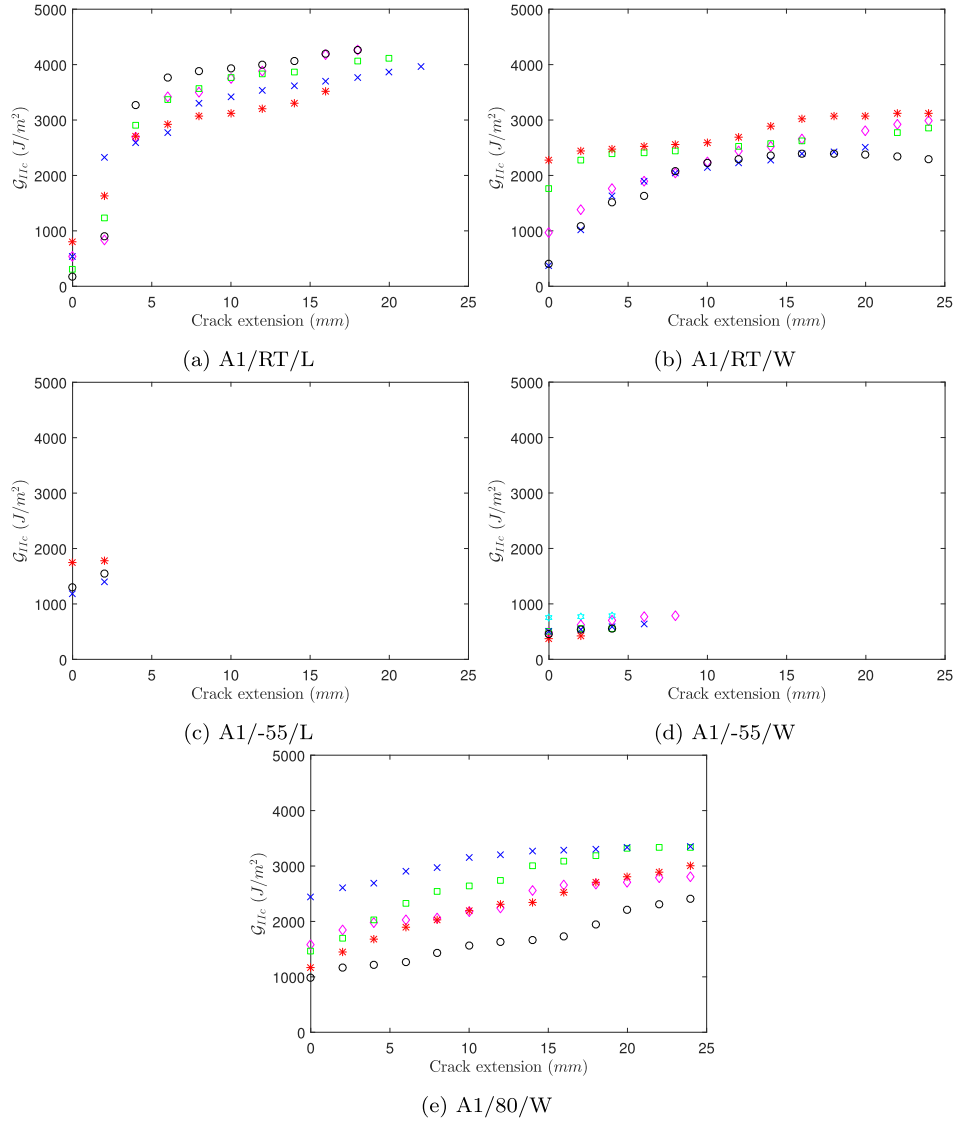 5000
4000
3000
2000
1000
0
0 5 10 15 20 25
𝒢IIc (J/m²)
Crack extension (mm)
(a) A1/RT/L
5000
4000
3000
2000
1000
0
0 5 10 15 20 25
𝒢IIc (J/m²)
Crack extension (mm)
(b) A1/RT/W
5000
4000
3000
2000
1000
0
0 5 10 15 20 25
𝒢IIc (J/m²)
Crack extension (mm)
(c) A1/-55/L
5000
4000
3000
2000
1000
0
0 5 10 15 20 25
𝒢IIc (J/m²)
Crack extension (mm)
(d) A1/-55/W
5000
4000
3000
2000
1000
0
0 5 10 15 20 25
𝒢IIc (J/m²)
Crack extension (mm)
(e) A1/80/W